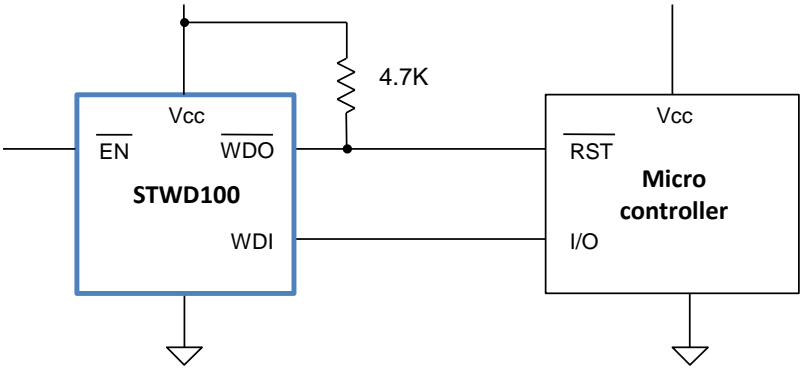 4.7K
Vcc
Vcc
EN
WDO
RST
STWD100
Micro
controller
WDI
I/O